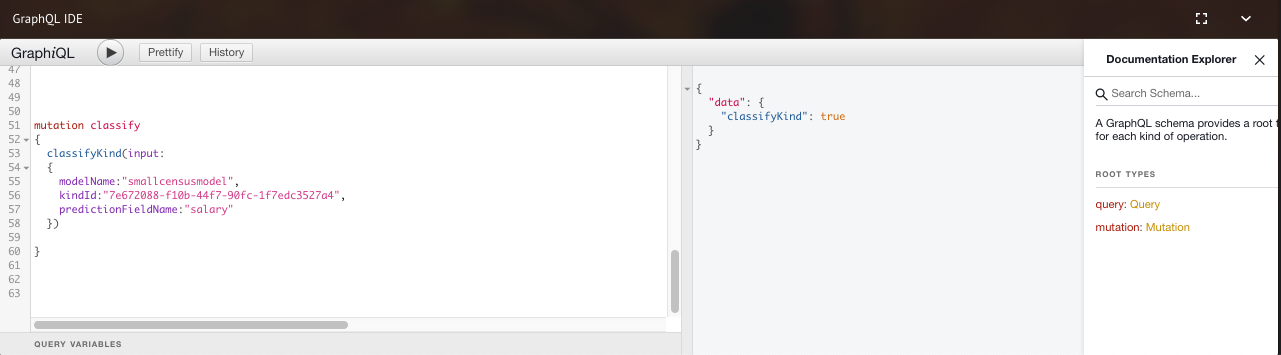 GraphQL IDE
GraphiQL
Prettify
History
47
48
49
50
51 mutation classify
52 {
53 classifyKind(input:
54 {
55 modelName:"smallcensusmodel",
56 kindId:"7e672088-f10b-44f7-90fc-1f7edc3527a4",
57 predictionFieldName:"salary"
58 })
59
60 }
61
62
63
QUERY VARIABLES
{
"data": {
"classifyKind": true
}
}
Documentation Explorer
Search Schema...
A GraphQL schema provides a root t
for each kind of operation.
ROOT TYPES
query: Query
mutation: Mutation